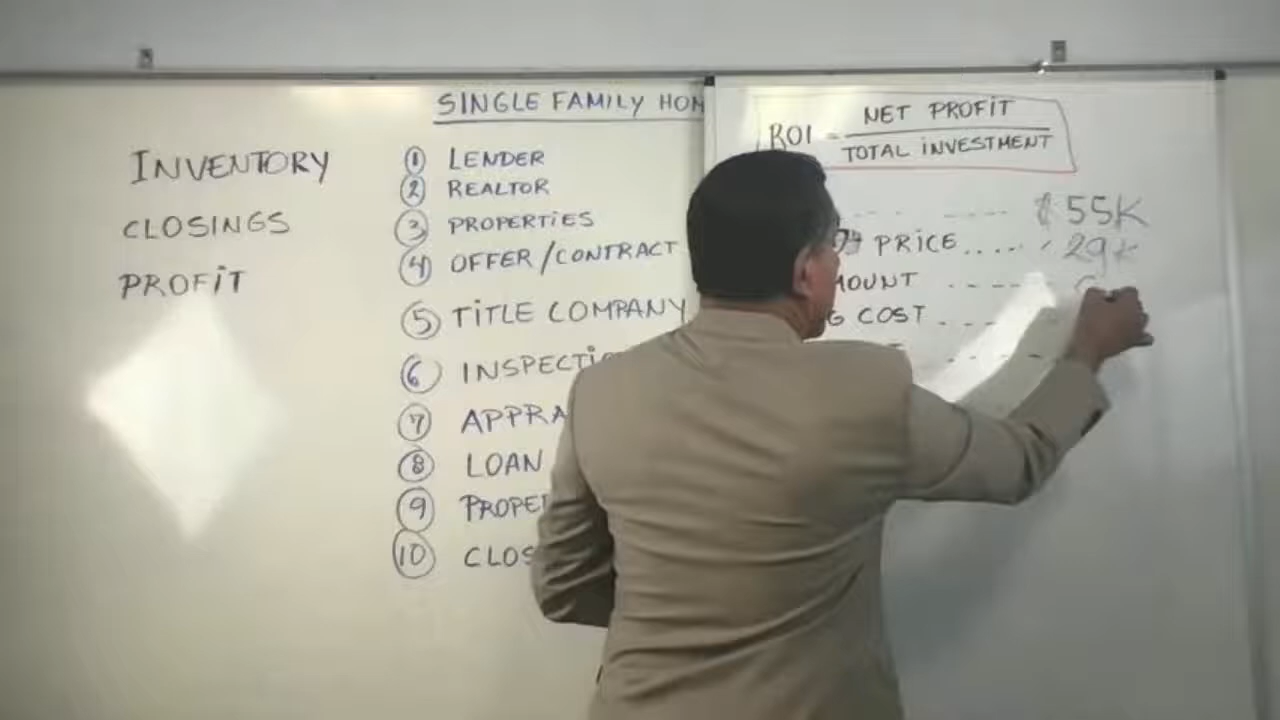 INVENTORY
CLOSINGS
PROFIT
SINGLE FAMILY HOM
① LENDER
② REALTOR
③ PROPERTIES
④ OFFER/CONTRACT
⑤ TITLE COMPANY
⑥ INSPECTIO
⑦ APPRA
⑧ LOAN
⑨ PROPE
⑩ CLOS
ROI = NET PROFIT
TOTAL INVESTMENT
- - - - - - - $ 55K
PRICE..... 29K
MOUNT - - - - -
G COST . - - -